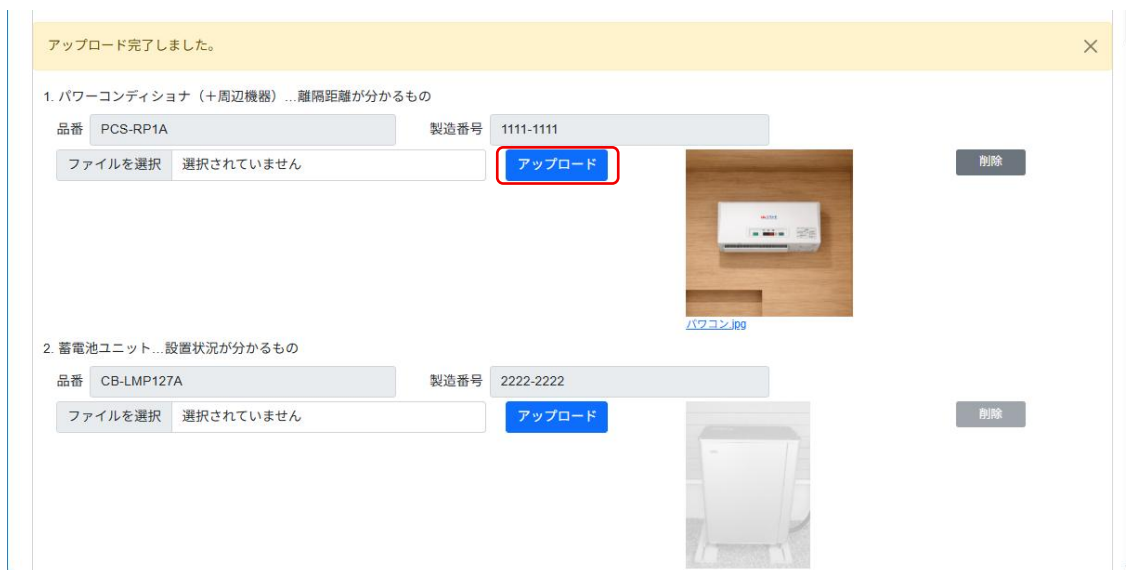 アップロード完了しました。
1. パワーコンディショナ（＋周辺機器）…離隔距離が分かるもの
品番 PCS-RP1A 製造番号 1111-1111
ファイルを選択 選択されていません アップロード 削除
パワコン.jpg
2. 蓄電池ユニット…設置状況が分かるもの
品番 CB-LMP127A 製造番号 2222-2222
ファイルを選択 選択されていません アップロード 削除